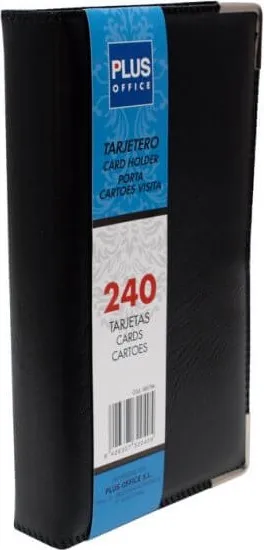 PLUS
OFFICE
TARJETERO
CARD HOLDER
PORTA
CARTOES VISITA
240
TARJETAS
CARDS
CARTOES
PLUS OFFICE S.L.